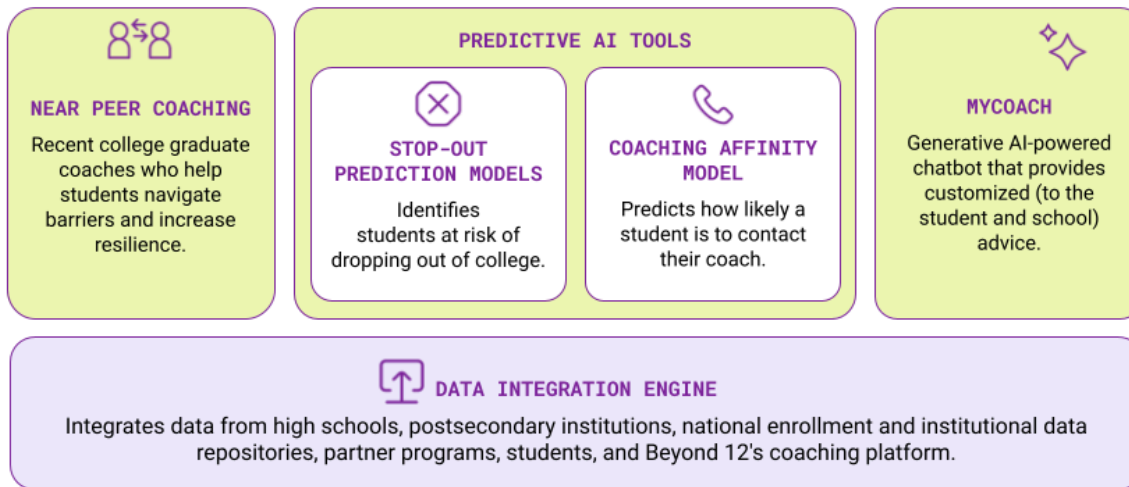 NEAR PEER COACHING
Recent college graduate
coaches who help
students navigate
barriers and increase
resilience.
PREDICTIVE AI TOOLS
STOP-OUT
PREDICTION MODELS
Identifies
students at risk of
dropping out of college.
COACHING AFFINITY
MODEL
Predicts how likely a
student is to contact
their coach.
MYCOACH
Generative AI-powered
chatbot that provides
customized (to the
student and school)
advice.
DATA INTEGRATION ENGINE
Integrates data from high schools, postsecondary institutions, national enrollment and institutional data
repositories, partner programs, students, and Beyond 12's coaching platform.